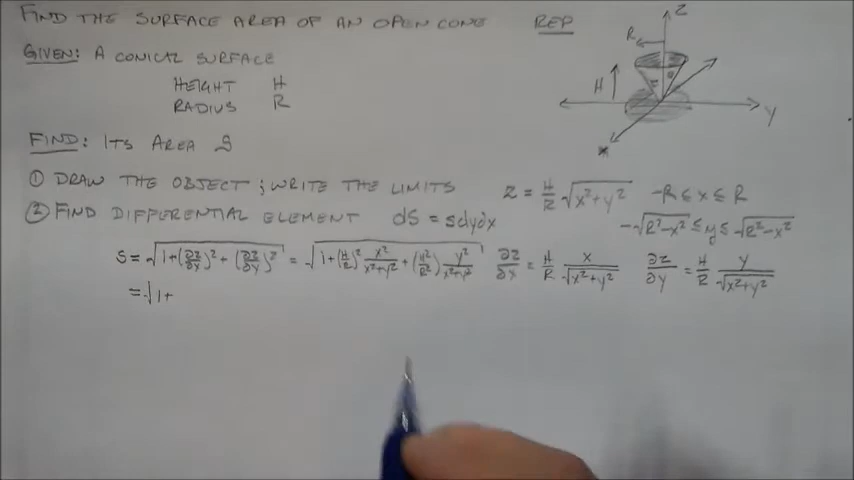 FIND THE SURFACE AREA OF AN OPEN CONE REP
GIVEN: A CONICAL SURFACE
HEIGHT H
RADIUS R
FIND: ITS AREA S
① DRAW THE OBJECT; WRITE THE LIMITS
② FIND DIFFERENTIAL ELEMENT dS = s dy dx
Z
R
H
Y
X
z = H/R √(x²+y²) -R ≤ x ≤ R
-√(R²-x²) ≤ y ≤ √(R²-x²)
S = √(1+(∂z/∂x)²+(∂z/∂y)²) = √(1+(H/R)² x²/(x²+y²) + (H²/R²) y²/(x²+y²)) ∂z/∂x = H/R x/√(x²+y²) ∂z/∂y = H/R y/√(x²+y²)
= √1+